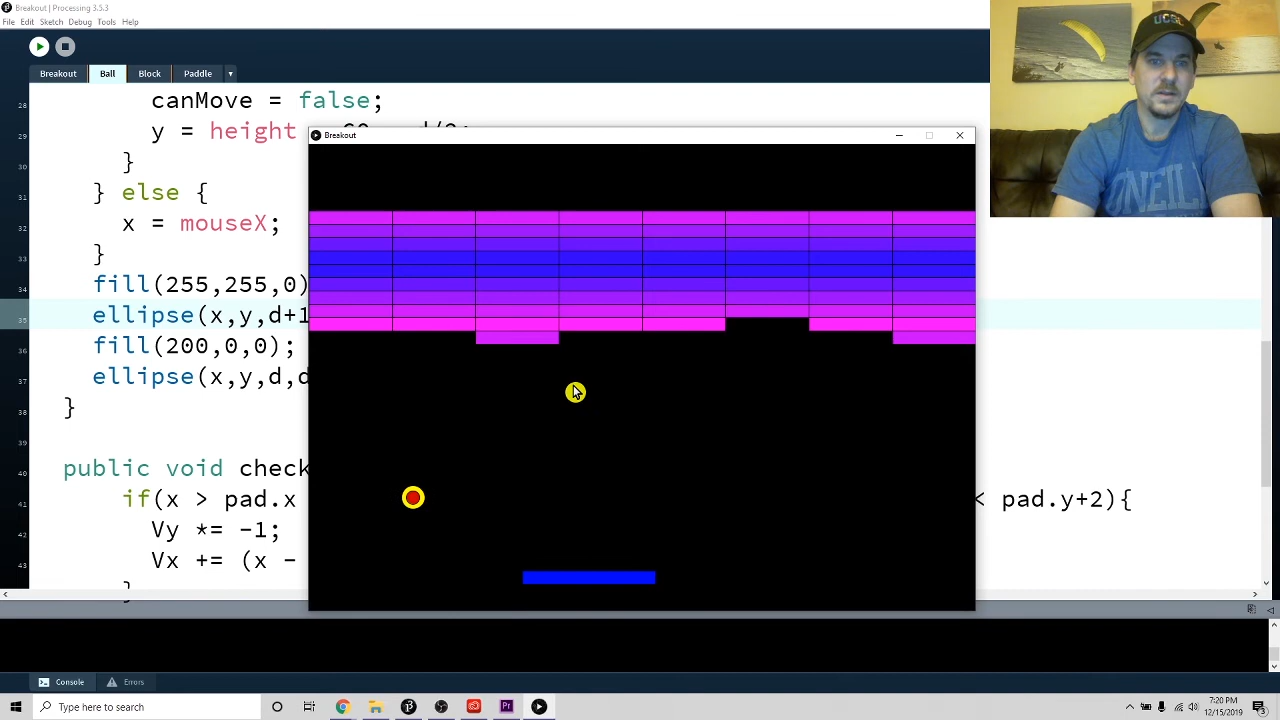 Breakout | Processing 3.5.3
File Edit Sketch Debug Tools Help
Breakout Ball Block Paddle
28 canMove = false;
29 y = height
30 }
31 } else {
32 x = mouseX;
33 }
34 fill(255,255,0)
35 ellipse(x,y,d+1
36 fill(200,0,0);
37 ellipse(x,y,d,d
38 }
39
40 public void check
41 if(x > pad.x < pad.y+2){
42 Vy *= -1;
43 Vx += (x -
}
Breakout
UCSC
O'NEILL
Console Errors
Type here to search
7:20 PM
12/15/2019
3